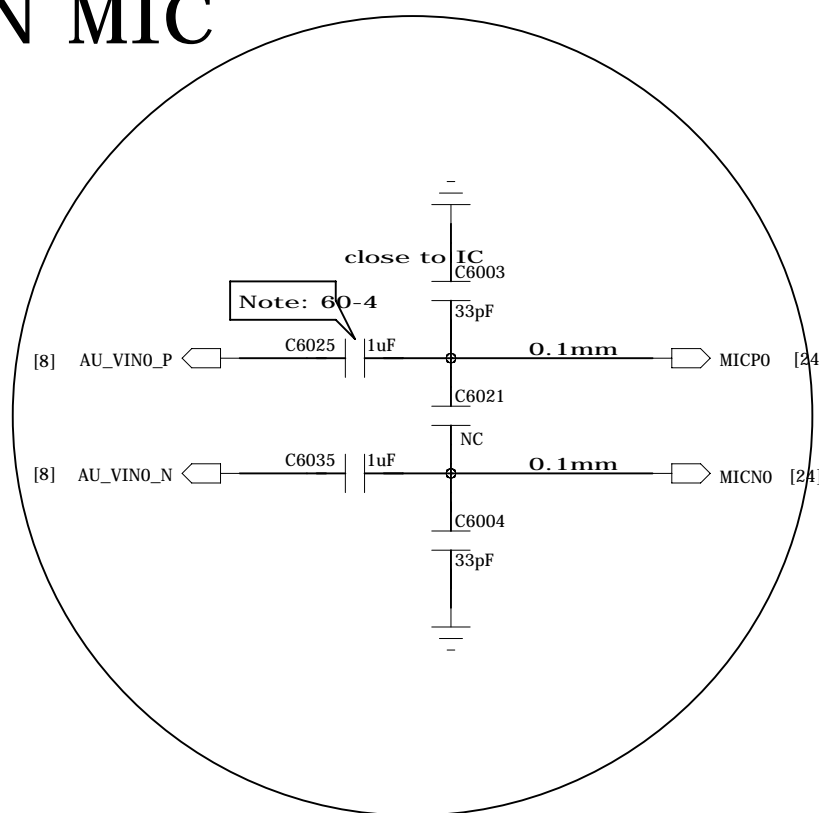 N MIC
close to IC
C6003
Note: 60-4
33pF
C6025
1uF
0.1mm
[8]
AU_VIN0_P
MICP0
[24
C6021
NC
C6035
1uF
0.1mm
[8]
AU_VIN0_N
MICN0
[24]
C6004
33pF